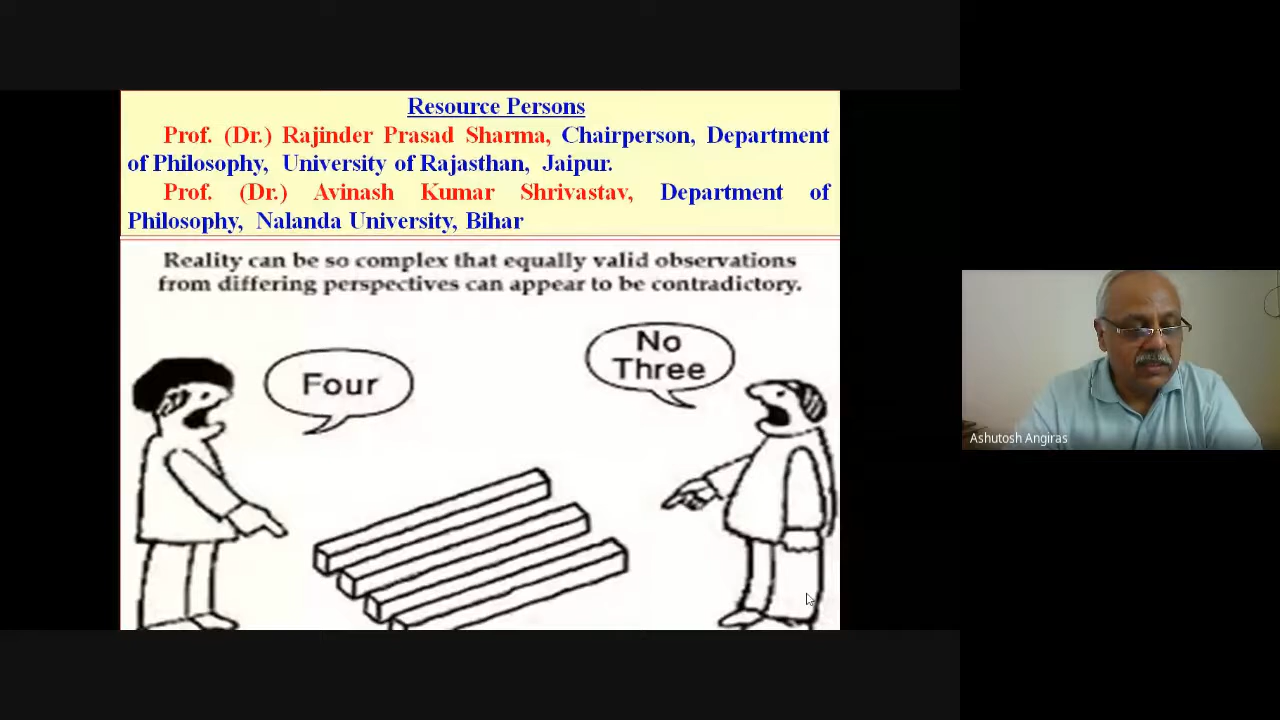 Resource Persons
Prof. (Dr.) Rajinder Prasad Sharma, Chairperson, Department
of Philosophy, University of Rajasthan, Jaipur.
Prof. (Dr.) Avinash Kumar Shrivastav, Department of
Philosophy, Nalanda University, Bihar
Reality can be so complex that equally valid observations
from differing perspectives can appear to be contradictory.
Four
No
Three
Ashutosh Angiras